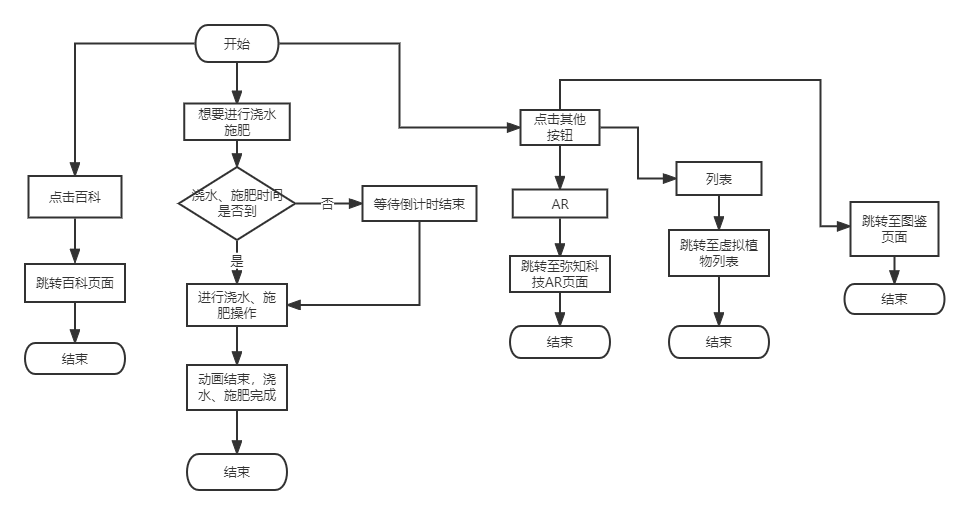 开始
点击百科
跳转百科页面
结束
想要进行浇水
施肥
浇水、施肥时间
是否到
否
等待倒计时结束
是
进行浇水、施
肥操作
动画结束，浇
水、施肥完成
结束
点击其他
按钮
AR
跳转至弥知科
技AR页面
结束
列表
跳转至虚拟植
物列表
结束
跳转至图鉴
页面
结束